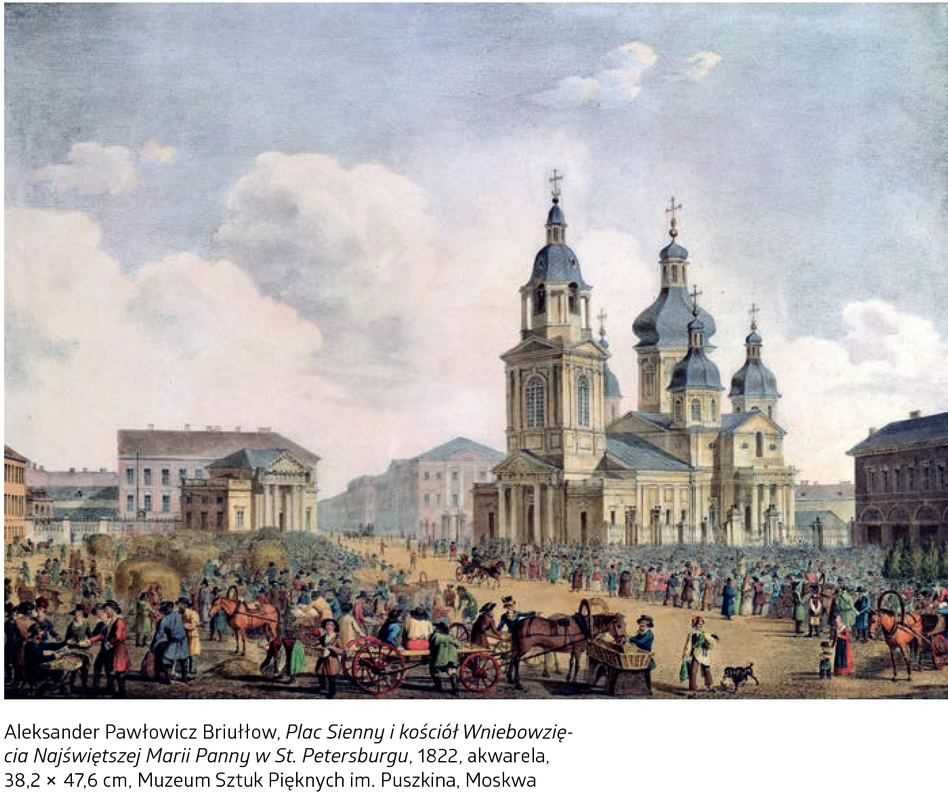 Aleksander Pawłowicz Briułłow, Plac Sienny i kościół Wniebowzię-
cia Najświętszej Marii Panny w St. Petersburgu, 1822, akwarela,
38,2 × 47,6 cm, Muzeum Sztuk Pięknych im. Puszkina, Moskwa